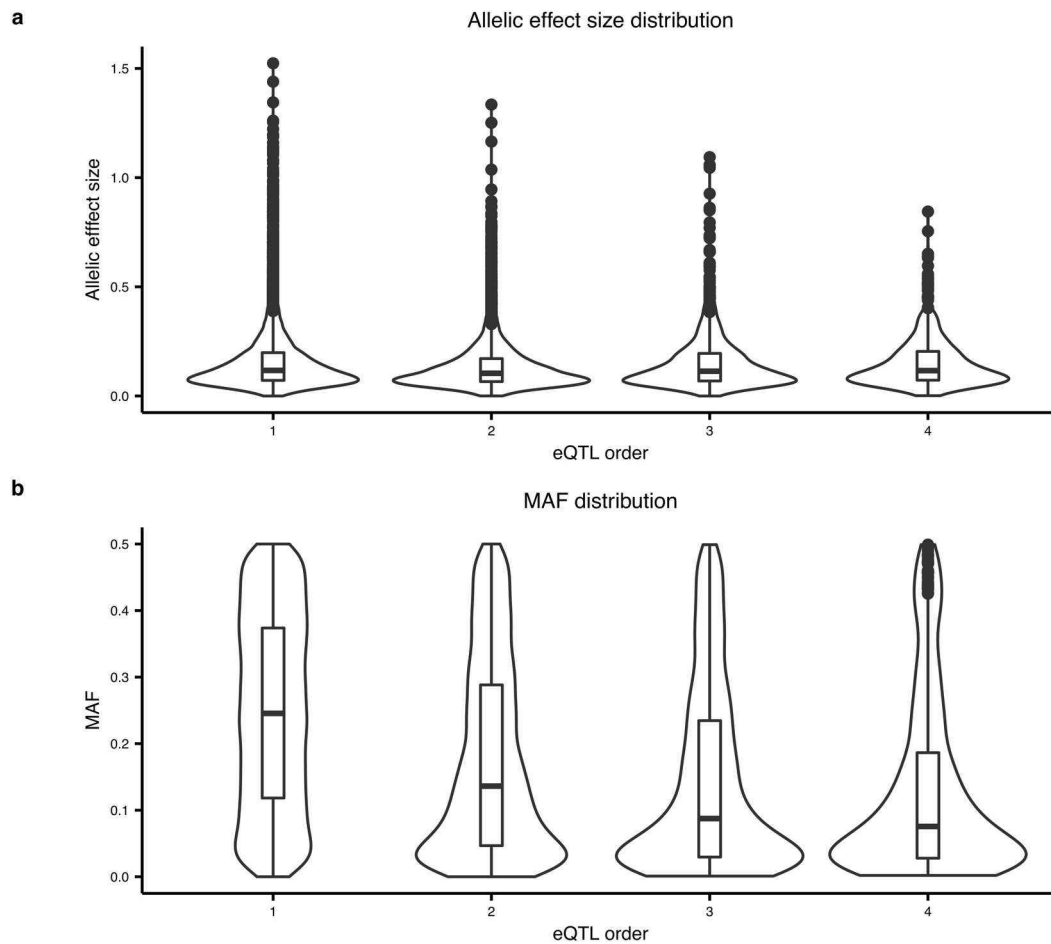 a
Allelic effect size distribution
Allelic efffect size
1.5
1.0
0.5
0.0
1 2 3 4
eQTL order
b
MAF distribution
MAF
0.5
0.4
0.3
0.2
0.1
0.0
1 2 3 4
eQTL order